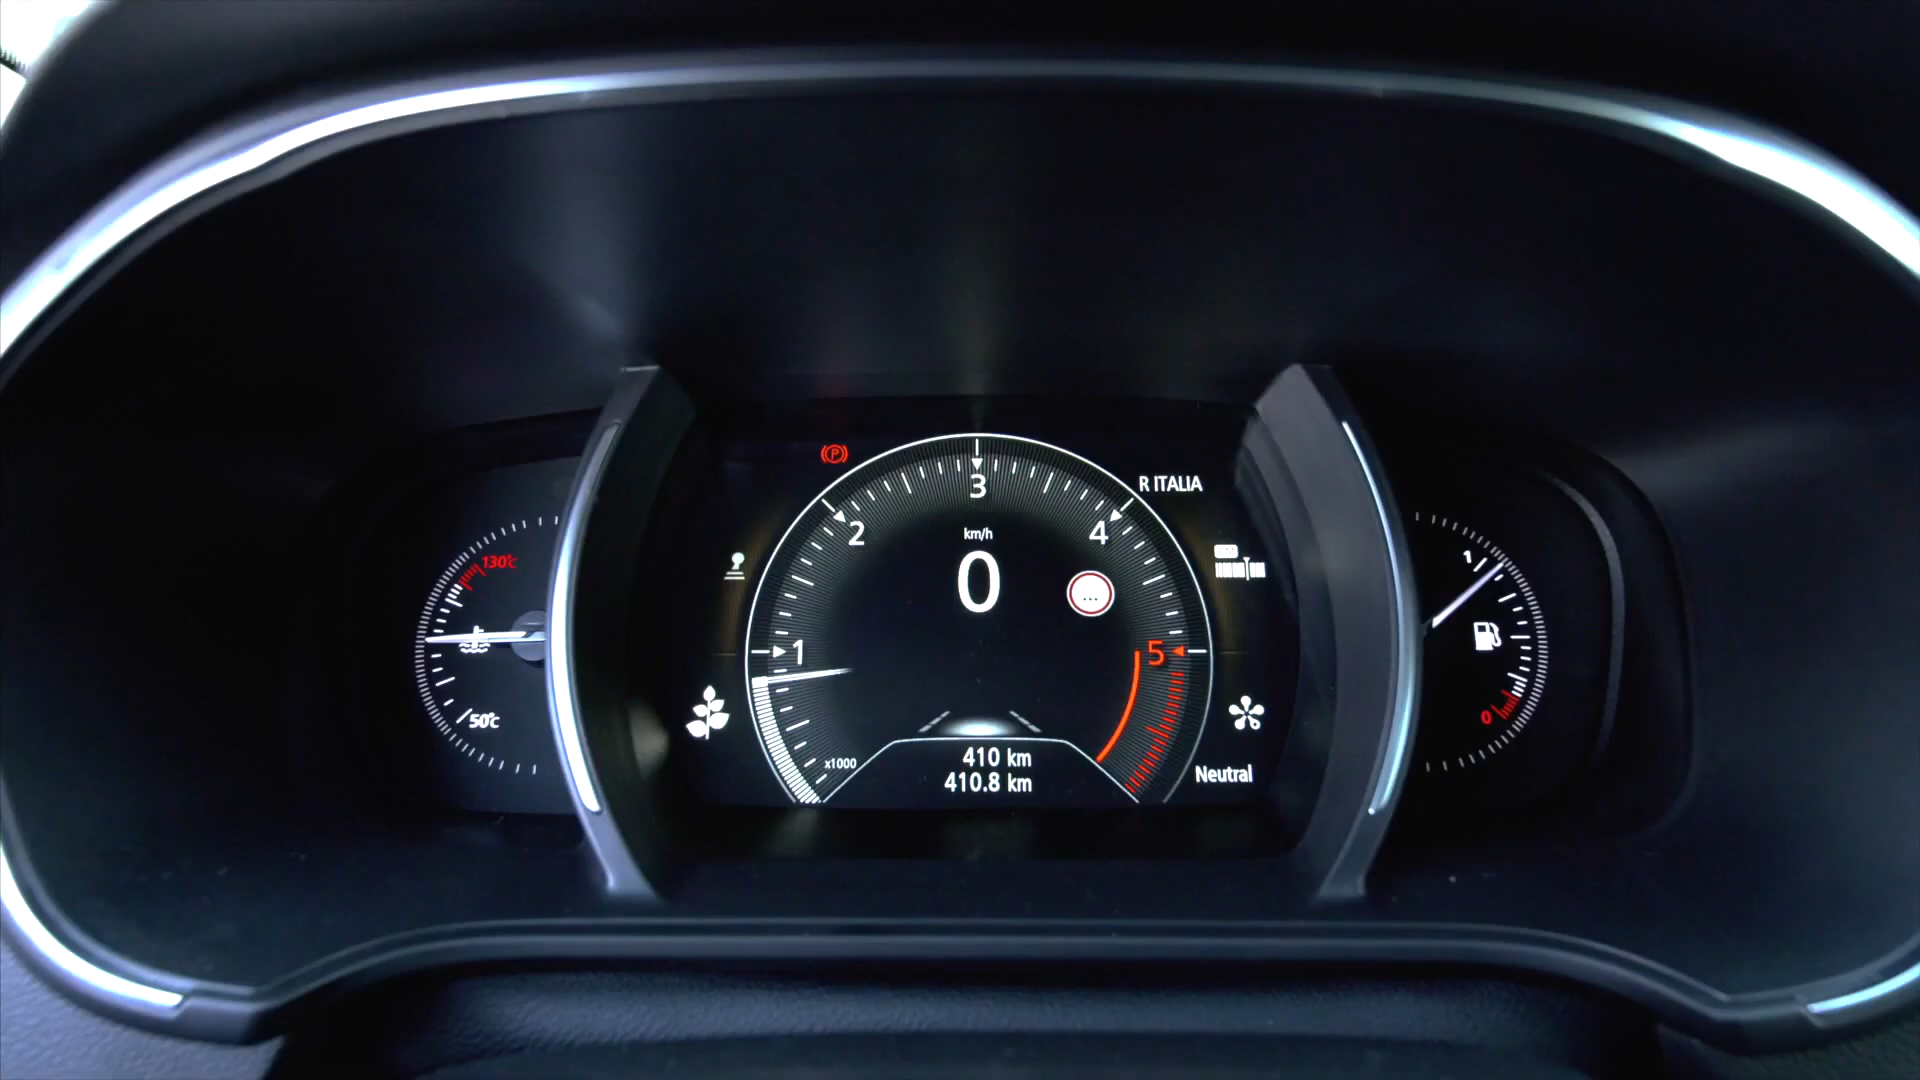 R ITALIA
3
2
4
km/h
0
...
1
5
130°C
50°C
1
0
x1000
410 km
410.8 km
Neutral
P